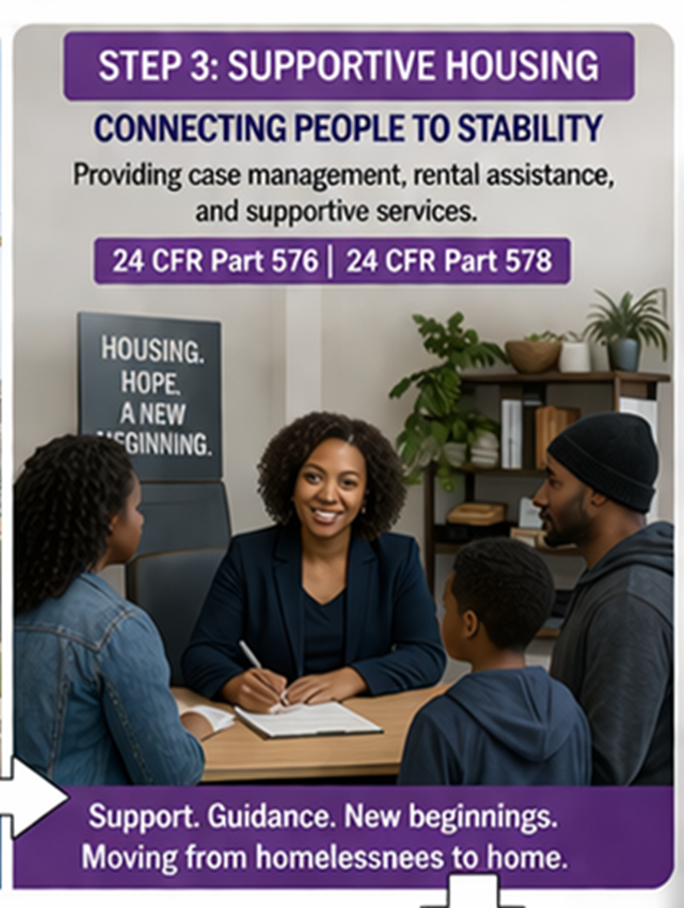 STEP 3: SUPPORTIVE HOUSING
CONNECTING PEOPLE TO STABILITY
Providing case management, rental assistance,
and supportive services.
24 CFR Part 576 | 24 CFR Part 578
HOUSING.
HOPE.
A NEW
BEGINNING.
Support. Guidance. New beginnings.
Moving from homelessnees to home.